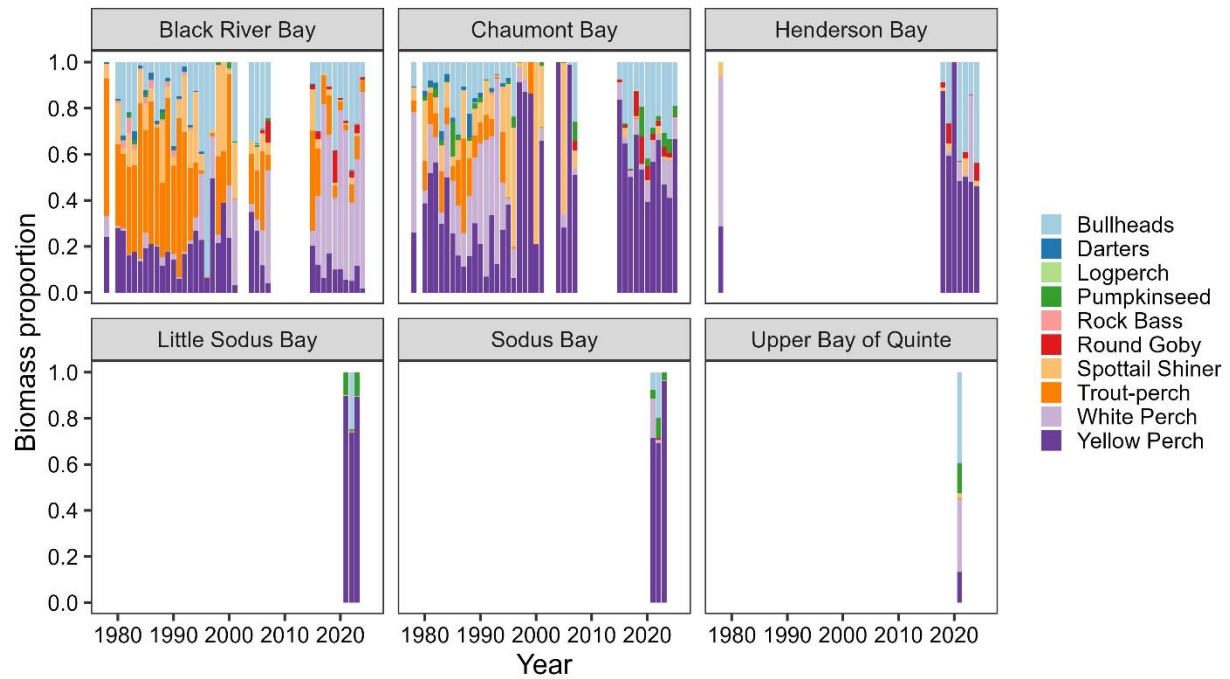 Black River Bay Chaumont Bay Henderson Bay
1.0
0.8
0.6
0.4
0.2
0.0
Little Sodus Bay Sodus Bay Upper Bay of Quinte
1.0
0.8
0.6
0.4
0.2
0.0
1980 1990 2000 2010 2020 1980 1990 2000 2010 2020 1980 1990 2000 2010 2020
Year
Biomass proportion
Bullheads
Darters
Logperch
Pumpkinseed
Rock Bass
Round Goby
Spottail Shiner
Trout-perch
White Perch
Yellow Perch